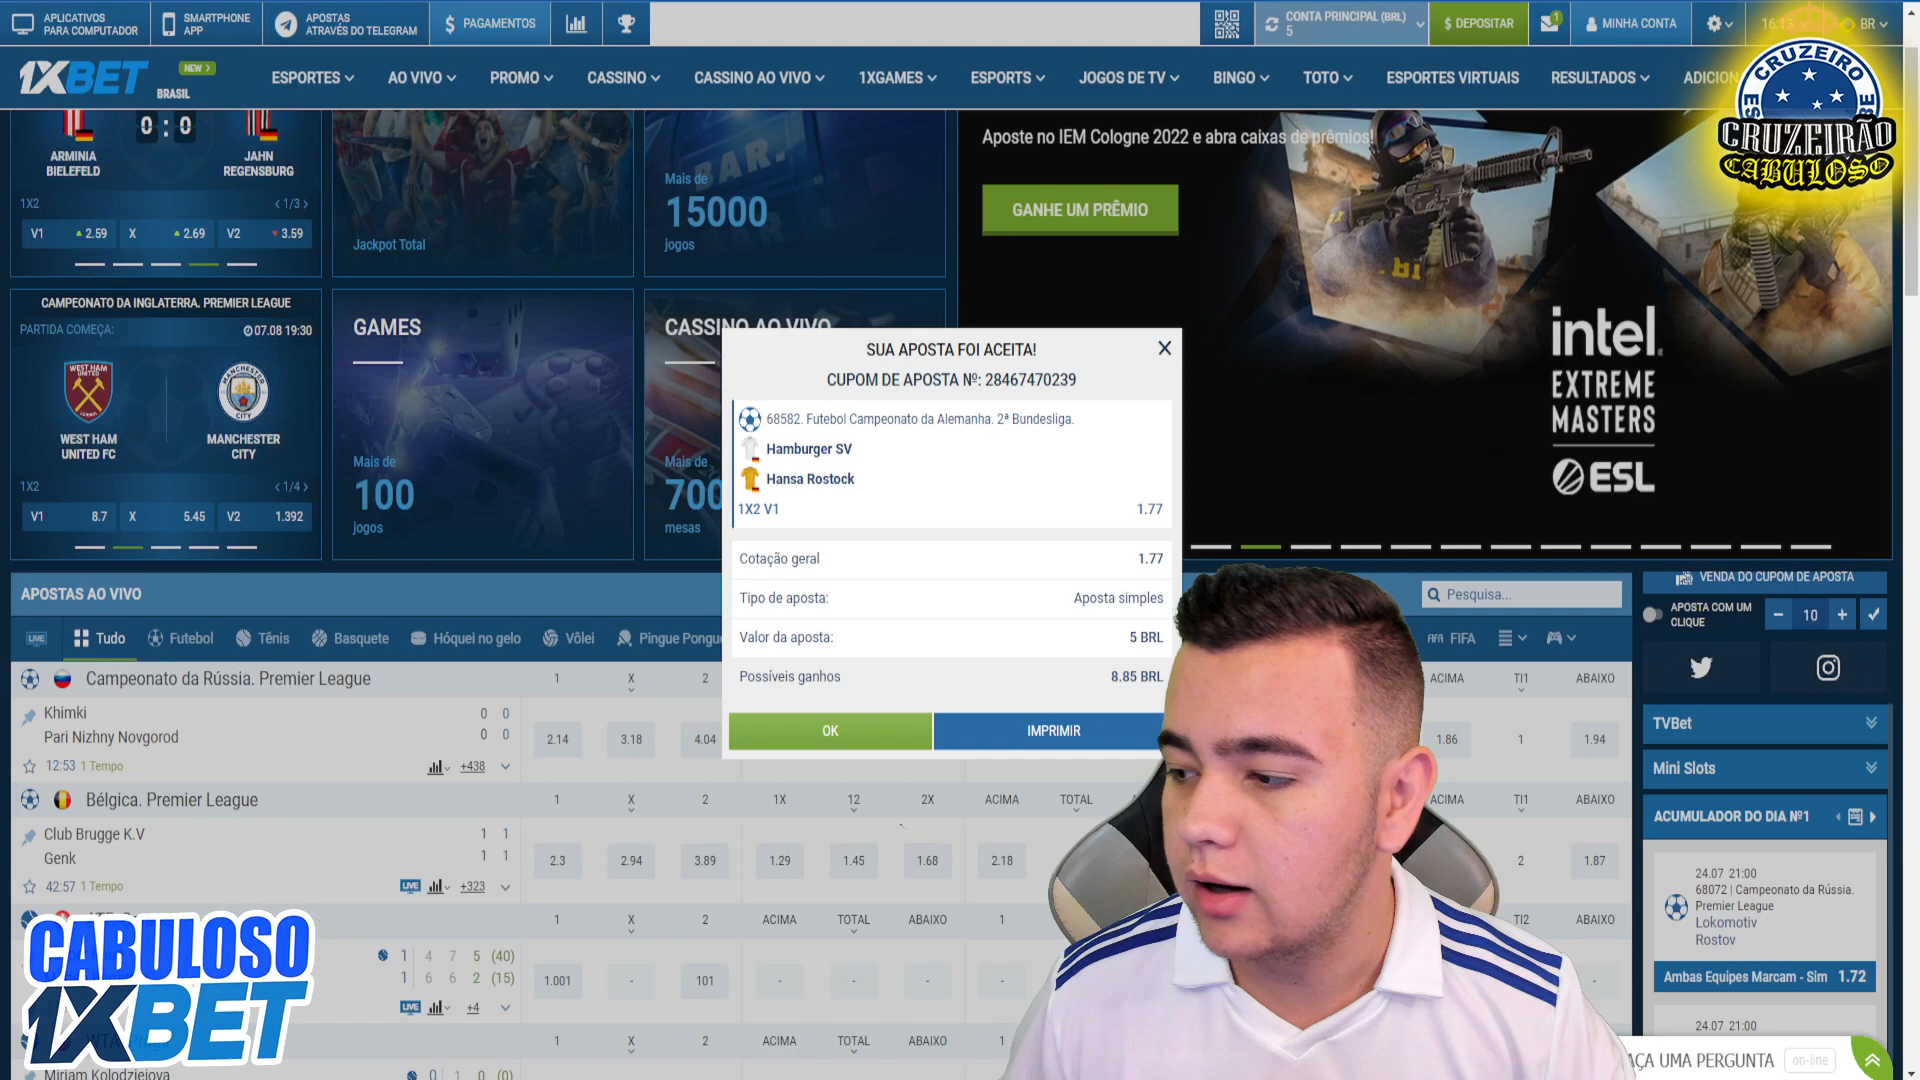 APLICATIVOS
PARA COMPUTADOR
SMARTPHONE
APP
APOSTAS
ATRAVÉS DO TELEGRAM
$ PAGAMENTOS
CONTA PRINCIPAL (BRL)
5
$ DEPOSITAR
1
MINHA CONTA
16:13
BR
1XBET
NEW >
BRASIL
ESPORTES
AO VIVO
PROMO
CASSINO
CASSINO AO VIVO
1XGAMES
ESPORTS
JOGOS DE TV
BINGO
TOTO
ESPORTES VIRTUAIS
RESULTADOS
ADICION
CRUZEIRO
CRUZEIRÃO
CABULOSO
0 : 0
ARMINIA
BIELEFELD
JAHN
REGENSBURG
1X2
< 1/3 >
V1 2.59
X 2.69
V2 3.59
Jackpot Total
BAR.
Mais de
15000
jogos
Aposte no IEM Cologne 2022 e abra caixas de prêmios!
GANHE UM PRÊMIO
intel
EXTREME
MASTERS
ESL
CAMPEONATO DA INGLATERRA. PREMIER LEAGUE
PARTIDA COMEÇA:
07.08 19:30
WEST HAM
UNITED FC
MANCHESTER
CITY
1X2
< 1/4 >
V1 8.7
X 5.45
V2 1.392
GAMES
Mais de
100
jogos
CASSINO AO VIVO
Mais de
700
mesas
SUA APOSTA FOI ACEITA!
CUPOM DE APOSTA Nº: 28467470239
68582. Futebol Campeonato da Alemanha. 2ª Bundesliga.
Hamburger SV
Hansa Rostock
1X2 V1 1.77
Cotação geral 1.77
Tipo de aposta: Aposta simples
Valor da aposta: 5 BRL
Possíveis ganhos 8.85 BRL
OK
IMPRIMIR
APOSTAS AO VIVO
Pesquisa...
LIVE
Tudo
Futebol
Tênis
Basquete
Hóquei no gelo
Vôlei
Pingue Pongue
FIFA
Campeonato da Rússia. Premier League
1 X 2
ACIMA TI1 ABAIXO
Khimki 0 0
Pari Nizhny Novgorod 0 0
2.14 3.18 4.04
1.86 1 1.94
12:53 1 Tempo
+438
Bélgica. Premier League
1 X 2 1X 12 2X ACIMA TOTAL
ACIMA TI1 ABAIXO
Club Brugge K.V 1 1
Genk 1 1
2.3 2.94 3.89 1.29 1.45 1.68 2.18
2 1.87
42:57 1 Tempo
LIVE
+323
1 X 2 ACIMA TOTAL ABAIXO 1
TI2 ABAIXO
1 4 7 5 (40)
1 6 6 2 (15)
1.001 - 101 - - - -
-
LIVE
+4
1 X 2 ACIMA TOTAL ABAIXO 1
Miriam Kolodziejova 0 1 0 (0)
CABULOSO
1XBET
VENDA DO CUPOM DE APOSTA
APOSTA COM UM
CLIQUE
− 10 +
TVBet
Mini Slots
ACUMULADOR DO DIA Nº1
24.07 21:00
68072 | Campeonato da Rússia.
Premier League
Lokomotiv
Rostov
Ambas Equipes Marcam - Sim 1.72
24.07 21:00
AÇA UMA PERGUNTA
on-line